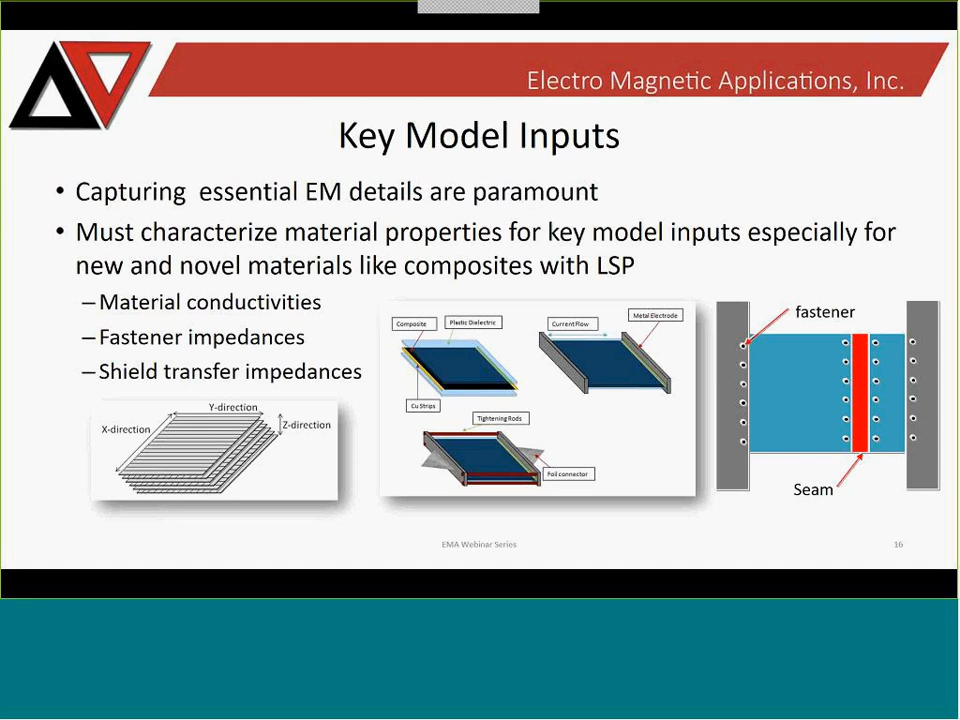 Electro Magnetic Applications, Inc.
Key Model Inputs
• Capturing essential EM details are paramount
• Must characterize material properties for key model inputs especially for
new and novel materials like composites with LSP
– Material conductivities
– Fastener impedances
– Shield transfer impedances
Y-direction
X-direction
Z-direction
Composite
Plastic Dielectric
Cu Strips
Current Flow
Metal Electrode
Tightening Rods
Foil connector
fastener
Seam
EMA Webinar Series
16